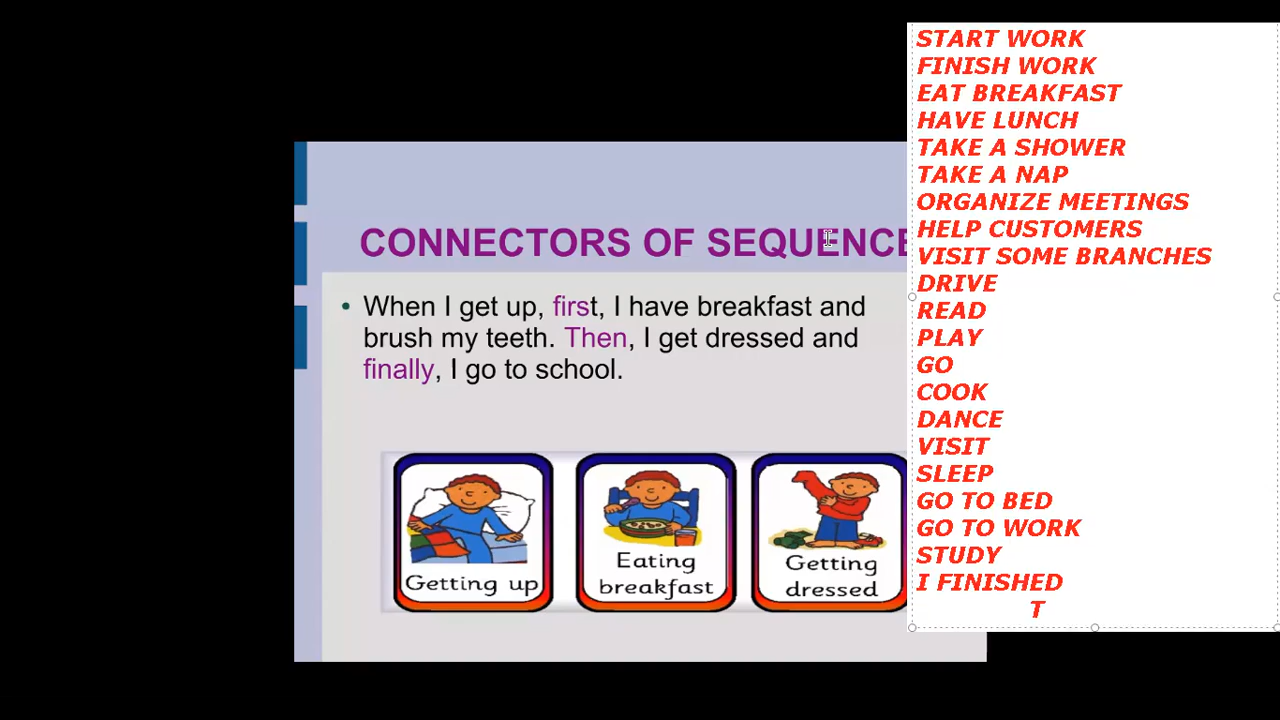 CONNECTORS OF SEQUENCE
• When I get up, first, I have breakfast and
brush my teeth. Then, I get dressed and
finally, I go to school.
Getting up
Eating
breakfast
Getting
dressed
START WORK
FINISH WORK
EAT BREAKFAST
HAVE LUNCH
TAKE A SHOWER
TAKE A NAP
ORGANIZE MEETINGS
HELP CUSTOMERS
VISIT SOME BRANCHES
DRIVE
READ
PLAY
GO
COOK
DANCE
VISIT
SLEEP
GO TO BED
GO TO WORK
STUDY
I FINISHED
T